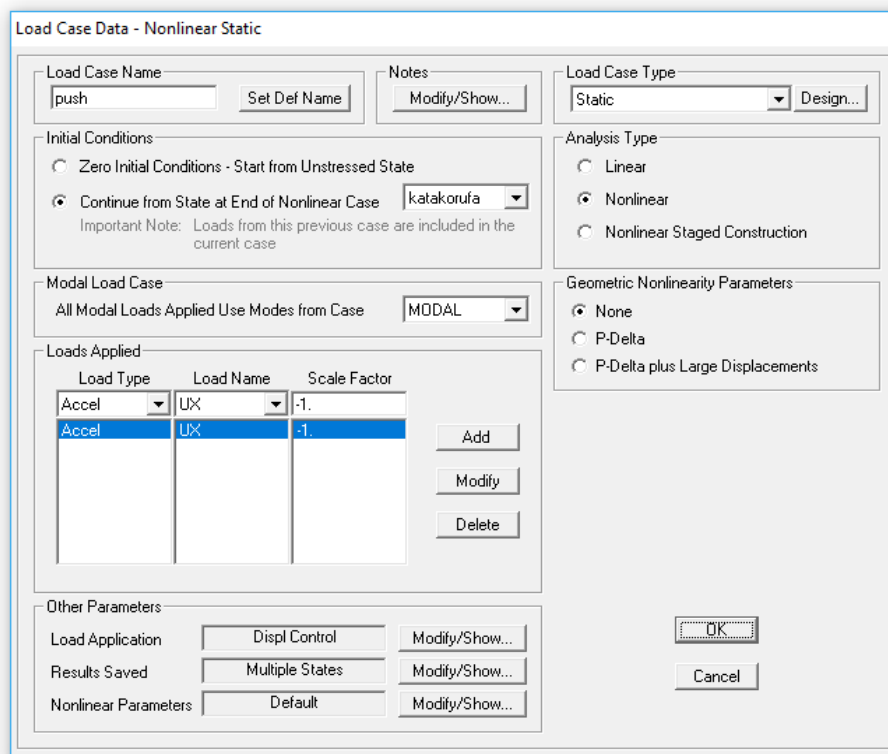 Load Case Data - Nonlinear Static
Load Case Name
push
Set Def Name
Notes
Modify/Show...
Load Case Type
Static
Design...
Initial Conditions
Zero Initial Conditions - Start from Unstressed State
Continue from State at End of Nonlinear Case
katakorufa
Important Note: Loads from this previous case are included in the
current case
Analysis Type
Linear
Nonlinear
Nonlinear Staged Construction
Modal Load Case
All Modal Loads Applied Use Modes from Case
MODAL
Geometric Nonlinearity Parameters
None
P-Delta
P-Delta plus Large Displacements
Loads Applied
Load Type Load Name Scale Factor
Accel UX -1.
Accel UX -1.
Add
Modify
Delete
Other Parameters
Load Application Displ Control Modify/Show...
Results Saved Multiple States Modify/Show...
Nonlinear Parameters Default Modify/Show...
OK
Cancel